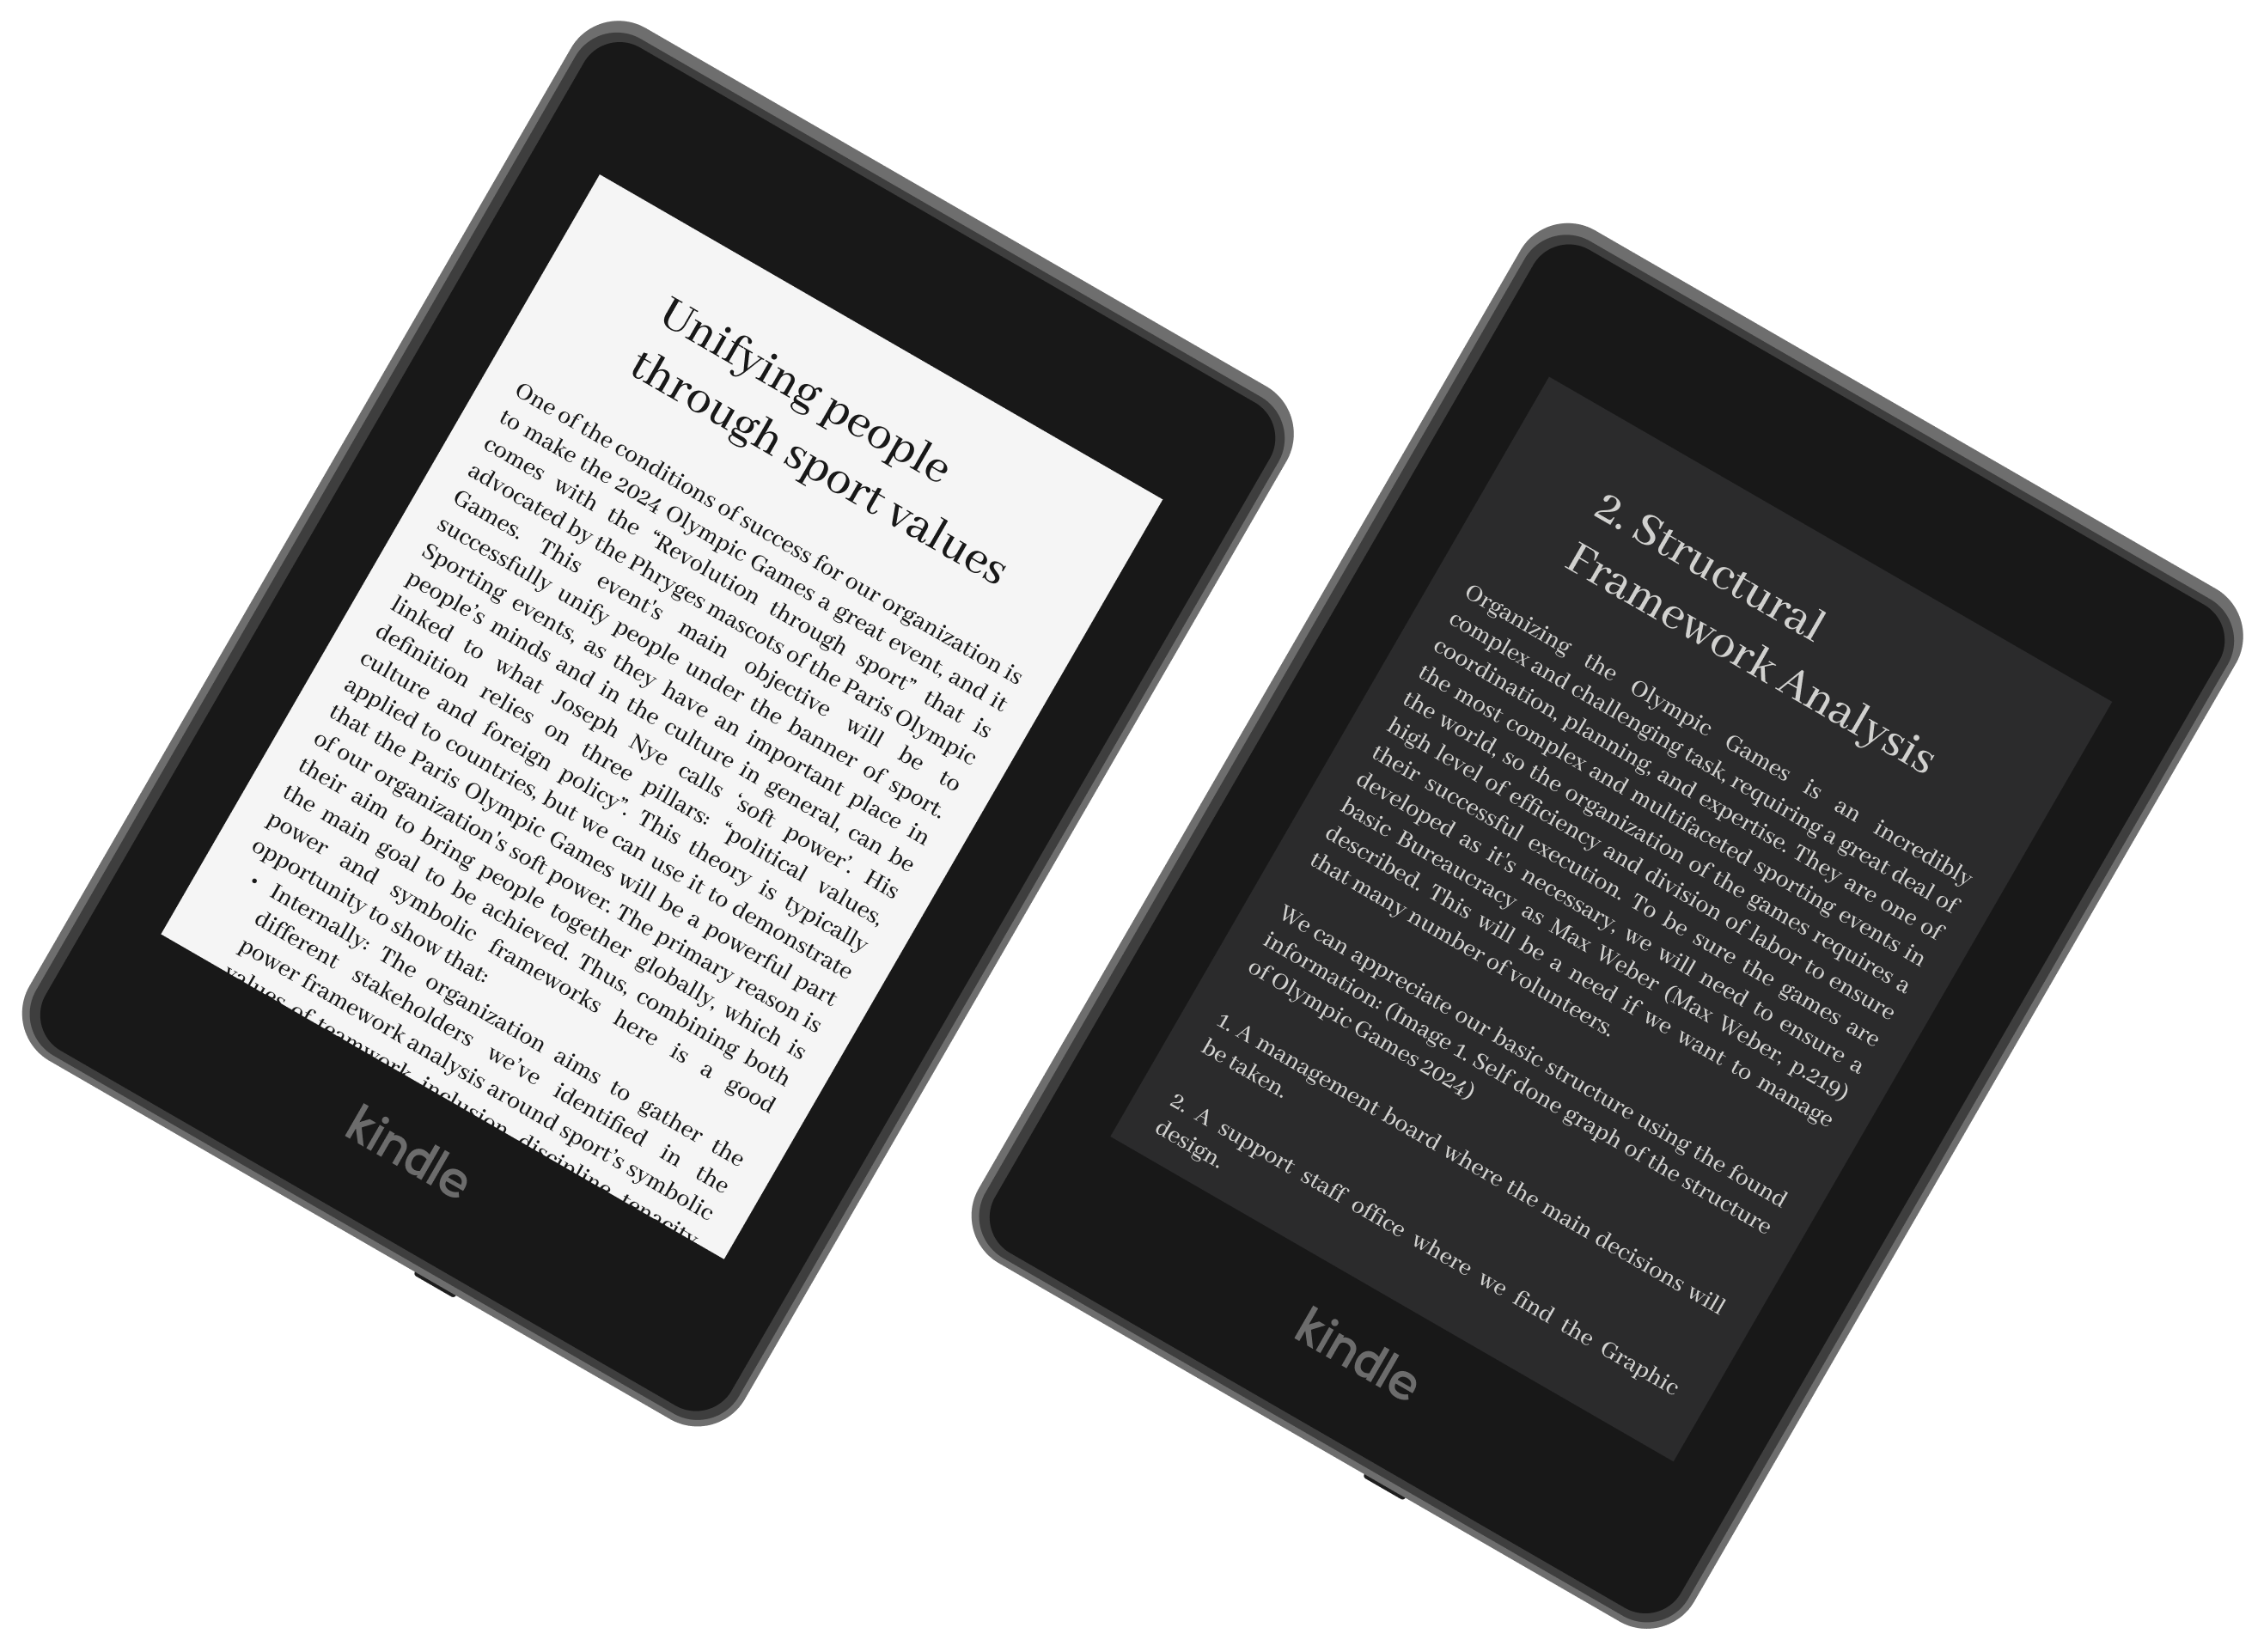 Unifying people
through sport values
One of the conditions of success for our organization is
to make the 2024 Olympic Games a great event, and it
comes with the “Revolution through sport” that is
advocated by the Phryges mascots of the Paris Olympic
Games. This event's main objective will be to
successfully unify people under the banner of sport.
Sporting events, as they have an important place in
people’s minds and in the culture in general, can be
linked to what Joseph Nye calls ‘soft power’. His
definition relies on three pillars: “political values,
culture and foreign policy”. This theory is typically
applied to countries, but we can use it to demonstrate
that the Paris Olympic Games will be a powerful part
of our organization's soft power. The primary reason is
their aim to bring people together globally, which is
the main goal to be achieved. Thus, combining both
power and symbolic frameworks here is a good
opportunity to show that:
• Internally: The organization aims to gather the
different stakeholders we’ve identified in the
power framework analysis around sport’s symbolic
values of teamwork, inclusion, discipline, tenacity,
kindle
2. Structural
Framework Analysis
Organizing the Olympic Games is an incredibly
complex and challenging task, requiring a great deal of
coordination, planning, and expertise. They are one of
the most complex and multifaceted sporting events in
the world, so the organization of the games requires a
high level of efficiency and division of labor to ensure
their successful execution. To be sure the games are
developed as it's necessary, we will need to ensure a
basic Bureaucracy as Max Weber (Max Weber, p.219)
described. This will be a need if we want to manage
that many number of volunteers.
We can appreciate our basic structure using the found
information: (Image 1. Self done graph of the structure
of Olympic Games 2024)
1. A management board where the main decisions will
be taken.
2. A support staff office where we find the Graphic
design.
kindle